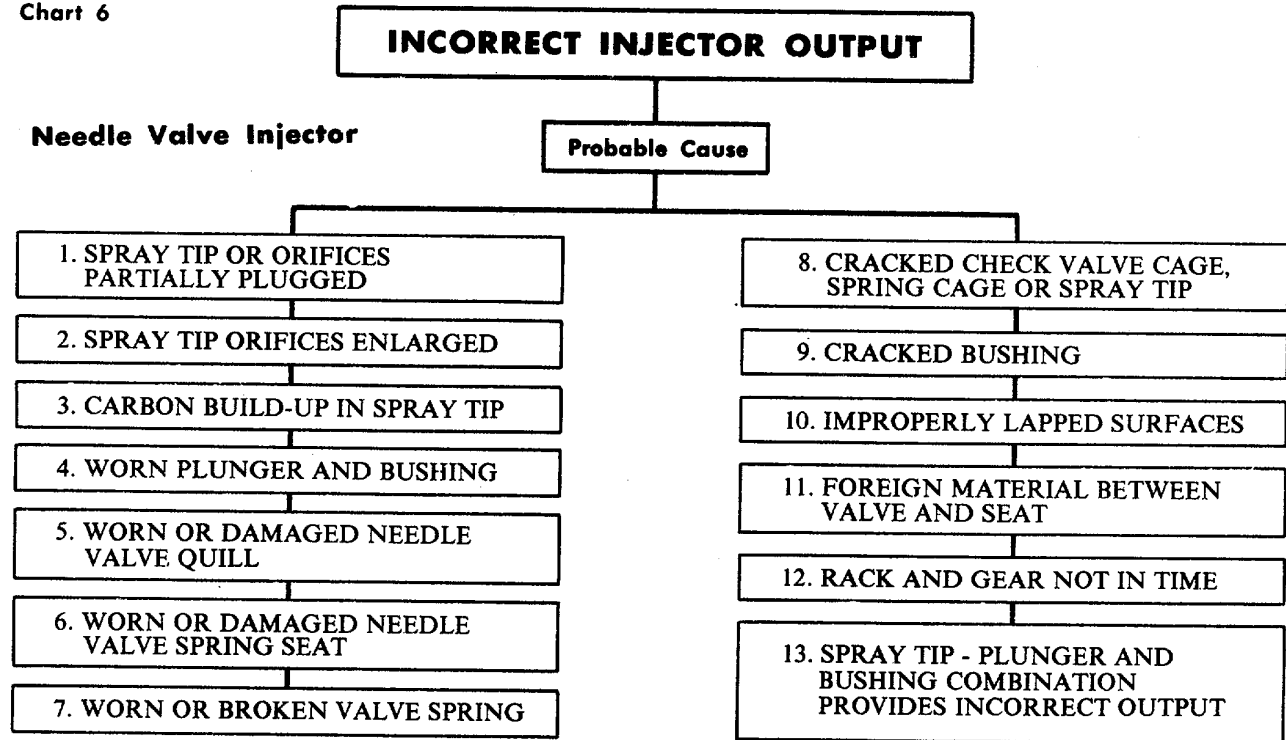 Chart 6
INCORRECT INJECTOR OUTPUT
Needle Valve Injector
Probable Cause
1. SPRAY TIP OR ORIFICES
PARTIALLY PLUGGED
2. SPRAY TIP ORIFICES ENLARGED
3. CARBON BUILD-UP IN SPRAY TIP
4. WORN PLUNGER AND BUSHING
5. WORN OR DAMAGED NEEDLE
VALVE QUILL
6. WORN OR DAMAGED NEEDLE
VALVE SPRING SEAT
7. WORN OR BROKEN VALVE SPRING
8. CRACKED CHECK VALVE CAGE,
SPRING CAGE OR SPRAY TIP
9. CRACKED BUSHING
10. IMPROPERLY LAPPED SURFACES
11. FOREIGN MATERIAL BETWEEN
VALVE AND SEAT
12. RACK AND GEAR NOT IN TIME
13. SPRAY TIP - PLUNGER AND
BUSHING COMBINATION
PROVIDES INCORRECT OUTPUT